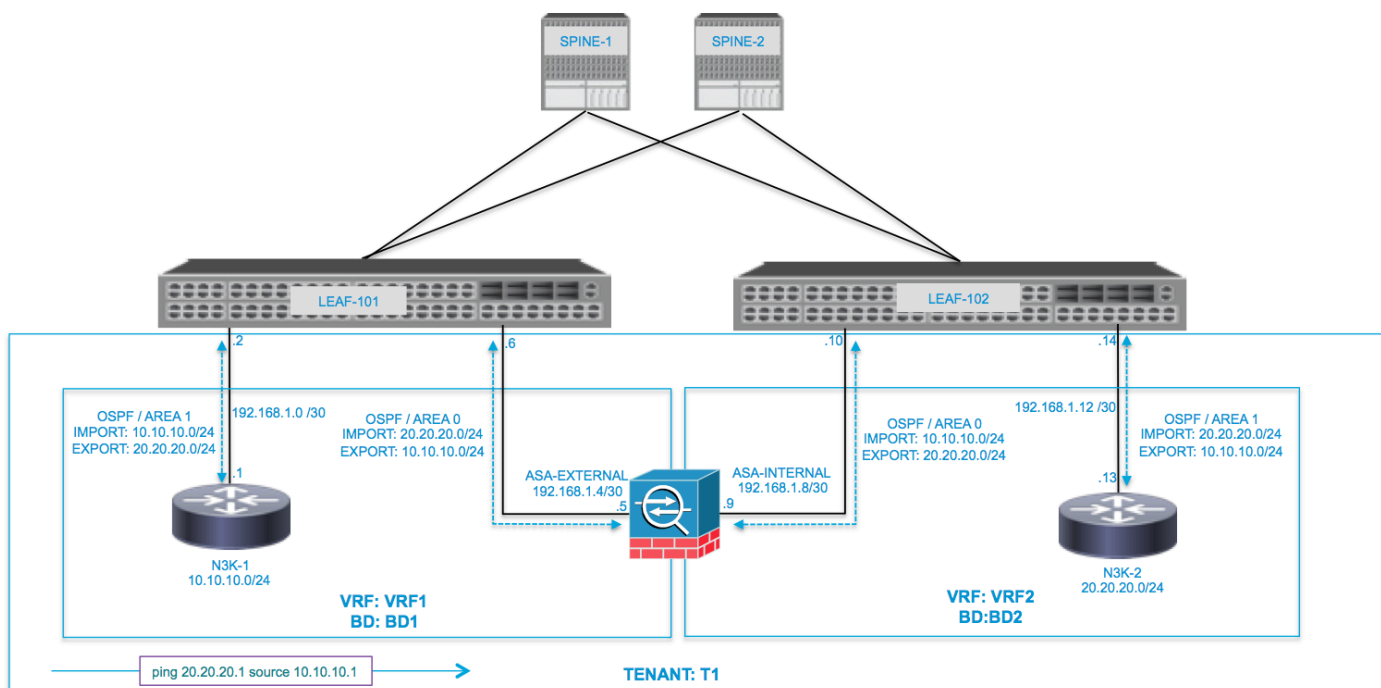 SPINE-1
SPINE-2
LEAF-101
LEAF-102
.2
.6
.10
.14
OSPF / AREA 1
IMPORT: 10.10.10.0/24
EXPORT: 20.20.20.0/24
192.168.1.0 /30
OSPF / AREA 0
IMPORT: 20.20.20.0/24
EXPORT: 10.10.10.0/24
OSPF / AREA 0
IMPORT: 10.10.10.0/24
EXPORT: 20.20.20.0/24
192.168.1.12 /30
OSPF / AREA 1
IMPORT: 20.20.20.0/24
EXPORT: 10.10.10.0/24
.1
ASA-EXTERNAL
192.168.1.4/30
.5
ASA-INTERNAL
192.168.1.8/30
.9
.13
N3K-1
10.10.10.0/24
N3K-2
20.20.20.0/24
VRF: VRF1
BD: BD1
VRF: VRF2
BD:BD2
ping 20.20.20.1 source 10.10.10.1
TENANT: T1